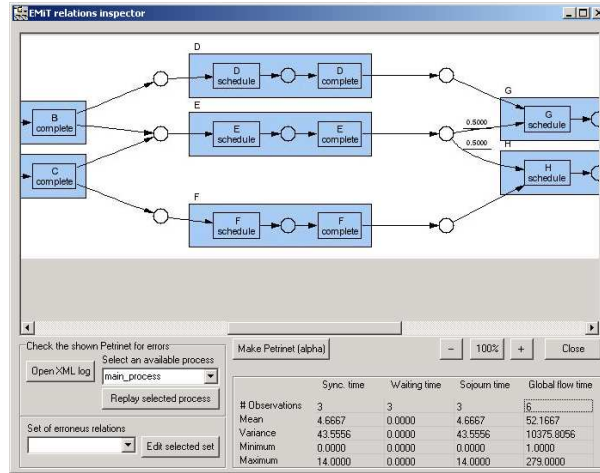 EMiT relations inspector
D
D
schedule
D
complete
E
B
complete
E
schedule
E
complete
G
0.5000
G
schedule
0.5000
H
C
complete
H
schedule
F
F
schedule
F
complete
Check the shown Petrinet for errors
Select an available process
Open XML log
main_process
Replay selected process
Set of erroneus relations
Edit selected set
Make Petrinet (alpha)
- 100% + Close
Sync. time Waiting time Sojourn time Global flow time
# Observations 3 3 3 6
Mean 4.6667 0.0000 4.6667 52.1667
Variance 43.5556 0.0000 43.5556 10375.8056
Minimum 0.0000 0.0000 0.0000 1.0000
Maximum 14.0000 0.0000 14.0000 279.0000